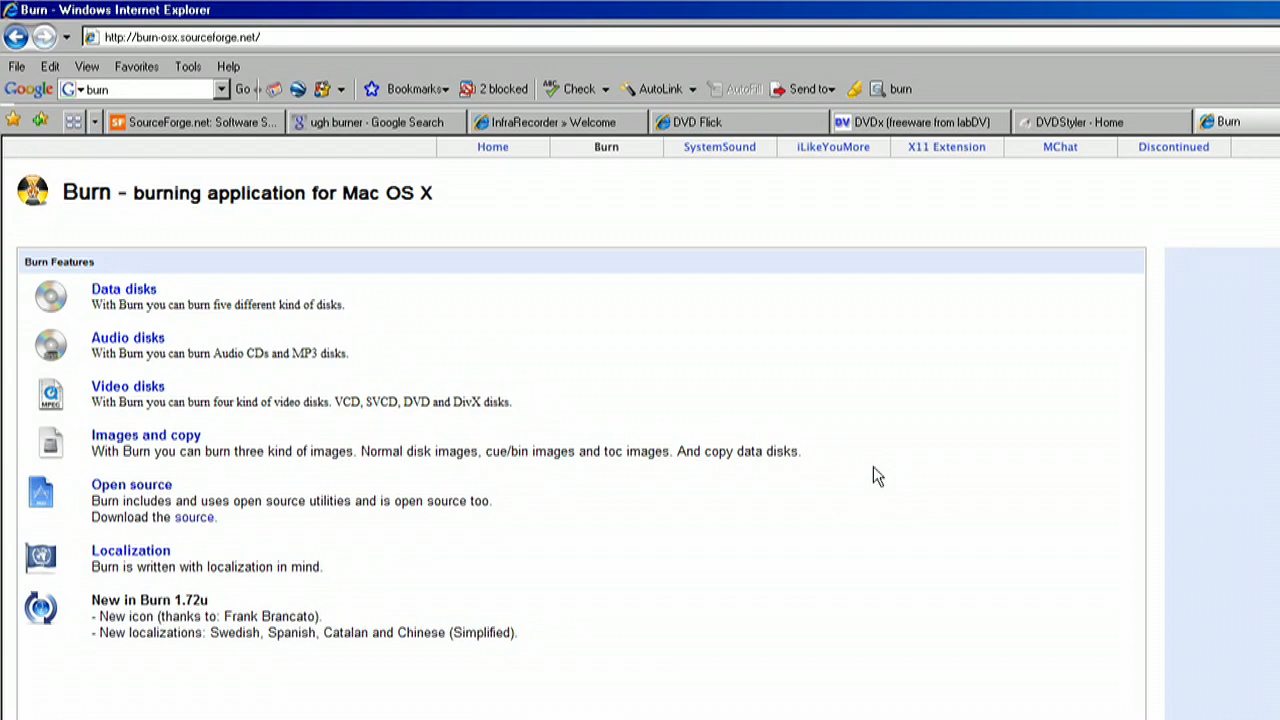 Burn - Windows Internet Explorer
http://burn-osx.sourceforge.net/
File Edit View Favorites Tools Help
Google G burn Go Bookmarks 2 blocked ABC Check AutoLink AutoFill Send to burn
SF SourceForge.net: Software S... g ugh burner - Google Search InfraRecorder » Welcome DVD Flick DV DVDx (freeware from labDV) DVDStyler - Home Burn
Home Burn SystemSound iLikeYouMore X11 Extension MChat Discontinued
Burn - burning application for Mac OS X
Burn Features
Data disks
With Burn you can burn five different kind of disks.
Audio disks
With Burn you can burn Audio CDs and MP3 disks.
Video disks
MPEG
With Burn you can burn four kind of video disks. VCD, SVCD, DVD and DivX disks.
Images and copy
With Burn you can burn three kind of images. Normal disk images, cue/bin images and toc images. And copy data disks.
Open source
Burn includes and uses open source utilities and is open source too.
Download the source.
Localization
Burn is written with localization in mind.
New in Burn 1.72u
- New icon (thanks to: Frank Brancato).
- New localizations: Swedish, Spanish, Catalan and Chinese (Simplified).